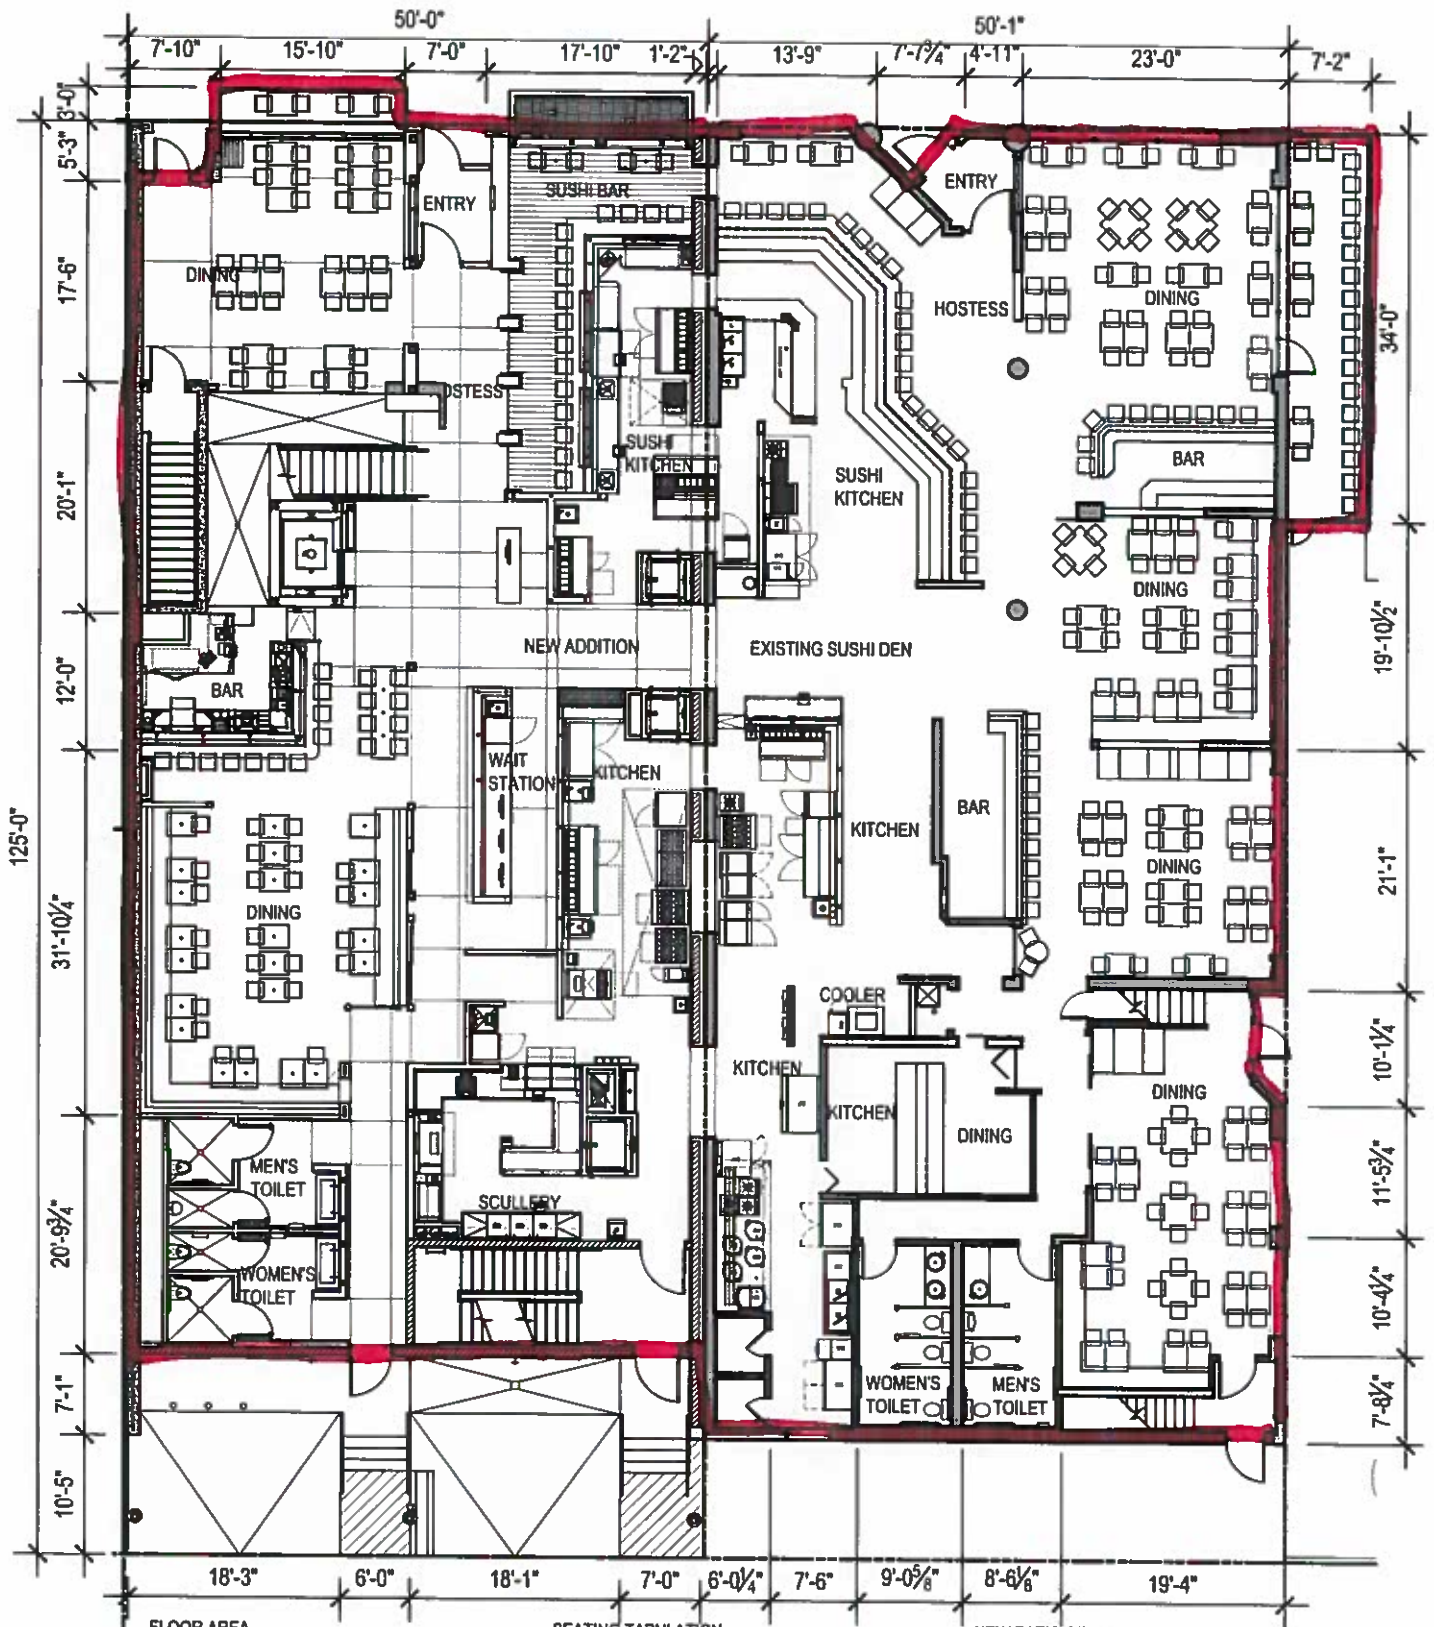 50'-0"
50'-1"
7'-10"
15'-10"
7'-0"
17'-10"
1'-2"
13'-9"
7'-7¾"
4'-11"
23'-0"
7'-2"
3'-0"
5'-3"
17'-6"
20'-1"
12'-0"
125'-0"
31'-10¼"
20'-9¾"
7'-1"
10'-5"
34'-0"
19'-10½"
21'-1"
10'-1¼"
11'-5¾"
10'-4¼"
7'-8¼"
SUSHI BAR
ENTRY
ENTRY
DINING
HOSTESS
DINING
SUSHI
KITCHEN
SUSHI
KITCHEN
BAR
DINING
NEW ADDITION
EXISTING SUSHI DEN
BAR
WAIT
STATION
KITCHEN
KITCHEN
BAR
DINING
DINING
COOLER
KITCHEN
KITCHEN
DINING
DINING
MEN'S
TOILET
SCULLERY
WOMEN'S
TOILET
WOMEN'S
TOILET
MEN'S
TOILET
18'-3"
6'-0"
18'-1"
7'-0"
6'-0¼"
7'-6"
9'-0⅝"
8'-6⅛"
19'-4"
FLOOR AREA
SEATING TABULATION